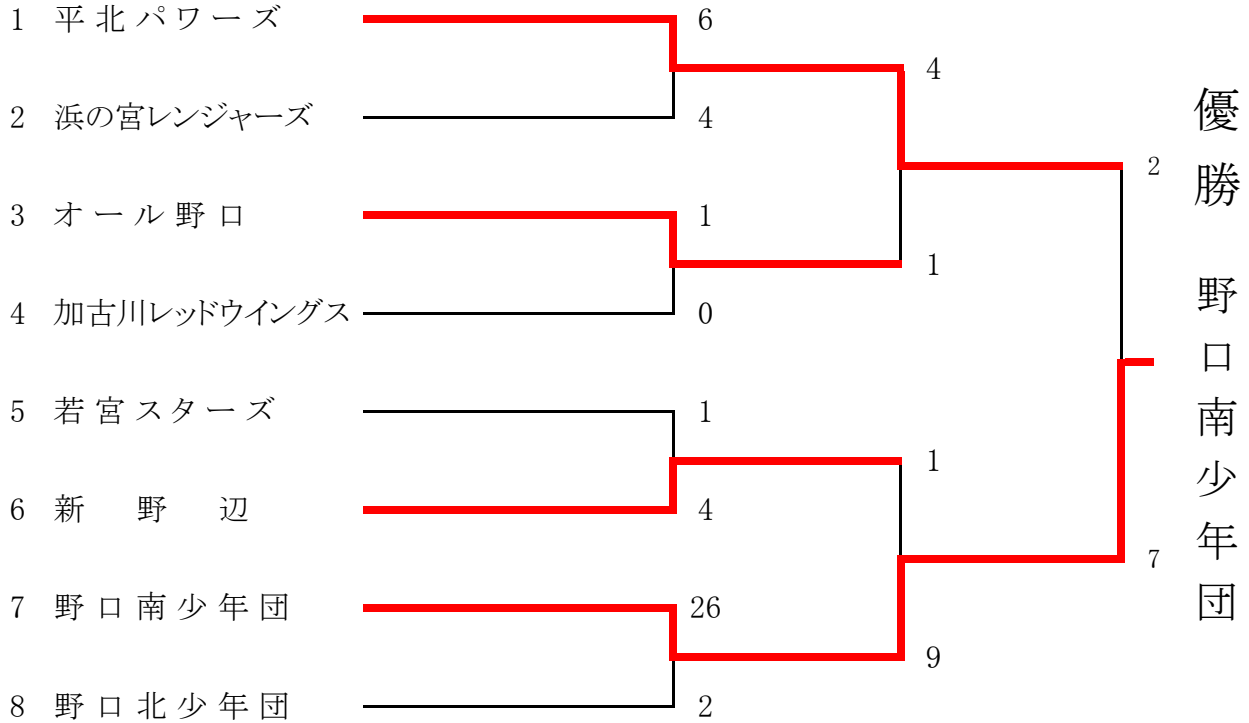 1 平北パワーズ 6
4
2 浜の宮レンジャーズ 4
2
3 オール野口 1
1
4 加古川レッドウイングス 0
5 若宮スターズ 1
1
6 新野辺 4
7
7 野口南少年団 26
9
8 野口北少年団 2
優勝 野口南少年団